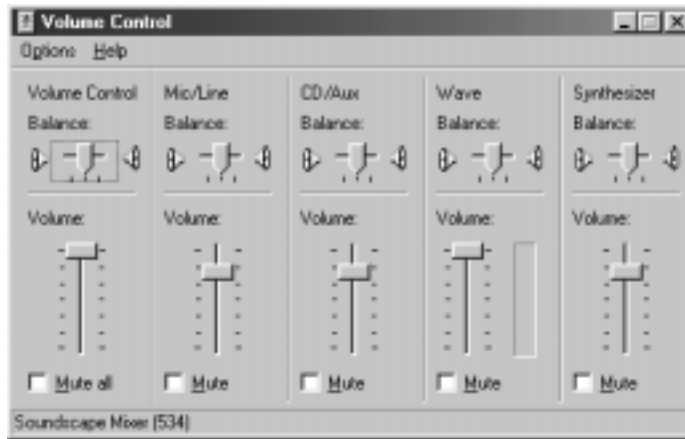 Volume Control
Options Help
Volume Control Mic/Line CD/Aux Wave Synthesizer
Balance: Balance: Balance: Balance: Balance:
Volume: Volume: Volume: Volume: Volume:
Mute all Mute Mute Mute Mute
Soundscape Mixer (534)